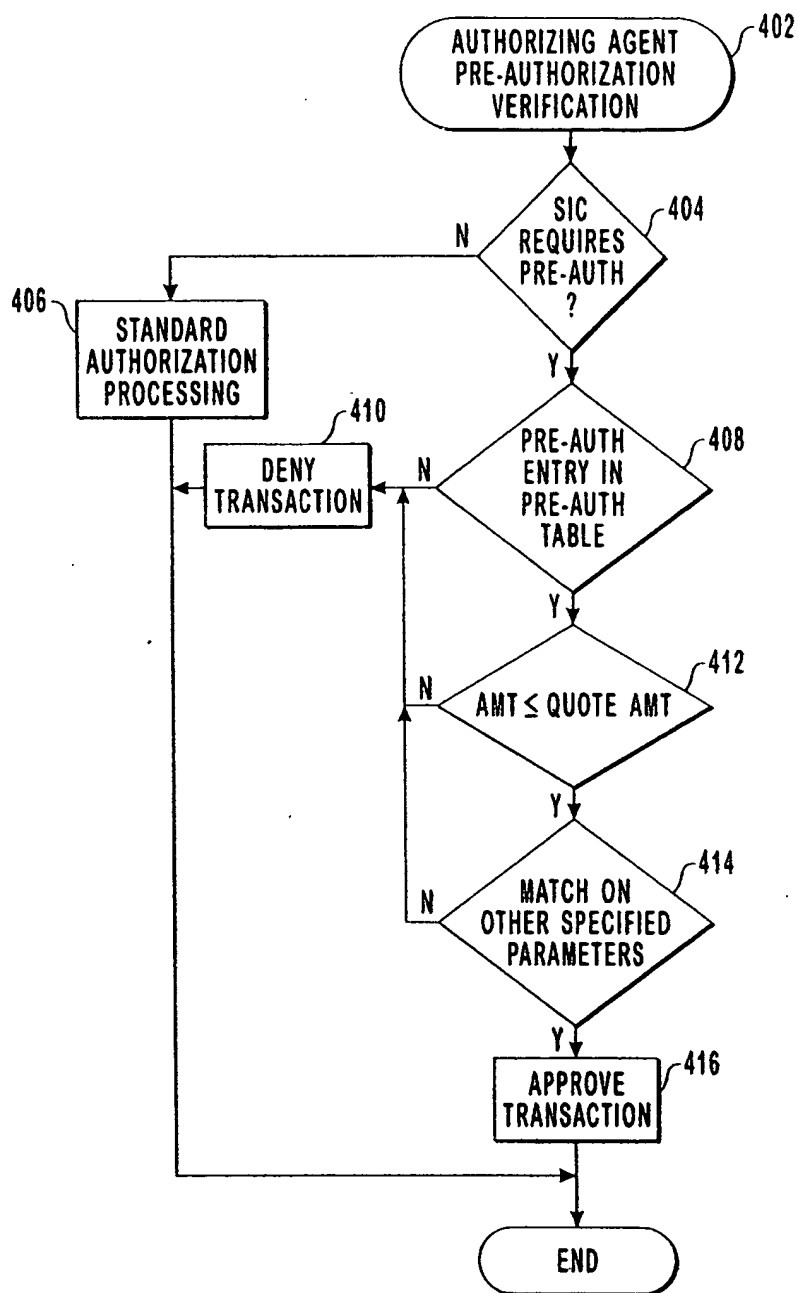 402
AUTHORIZING AGENT
PRE-AUTHORIZATION
VERIFICATION
404
SIC
REQUIRES
PRE-AUTH
?
N
Y
406
STANDARD
AUTHORIZATION
PROCESSING
410
DENY
TRANSACTION
408
PRE-AUTH
ENTRY IN
PRE-AUTH
TABLE
N
Y
412
AMT ≤ QUOTE AMT
N
Y
414
MATCH ON
OTHER SPECIFIED
PARAMETERS
N
Y
416
APPROVE
TRANSACTION
END